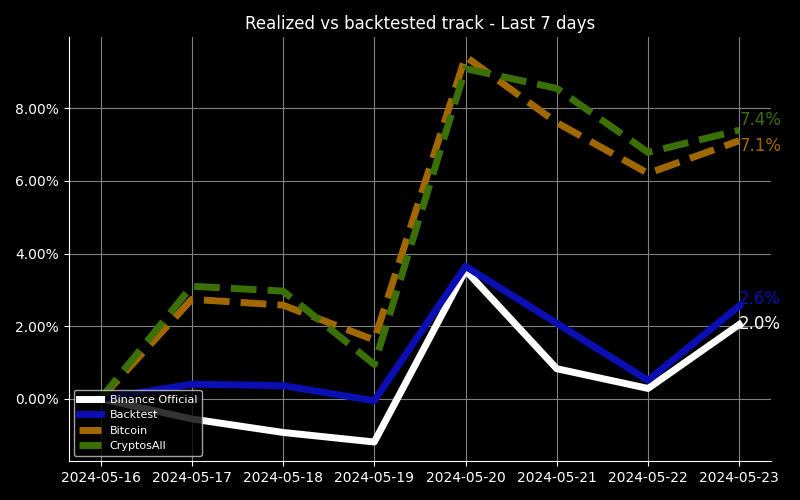 Realized vs backtested track - Last 7 days
8.00%
6.00%
4.00%
2.00%
0.00%
7.4%
7.1%
2.6%
2.0%
Binance Official
Backtest
Bitcoin
CryptosAll
2024-05-16 2024-05-17 2024-05-18 2024-05-19 2024-05-20 2024-05-21 2024-05-22 2024-05-23